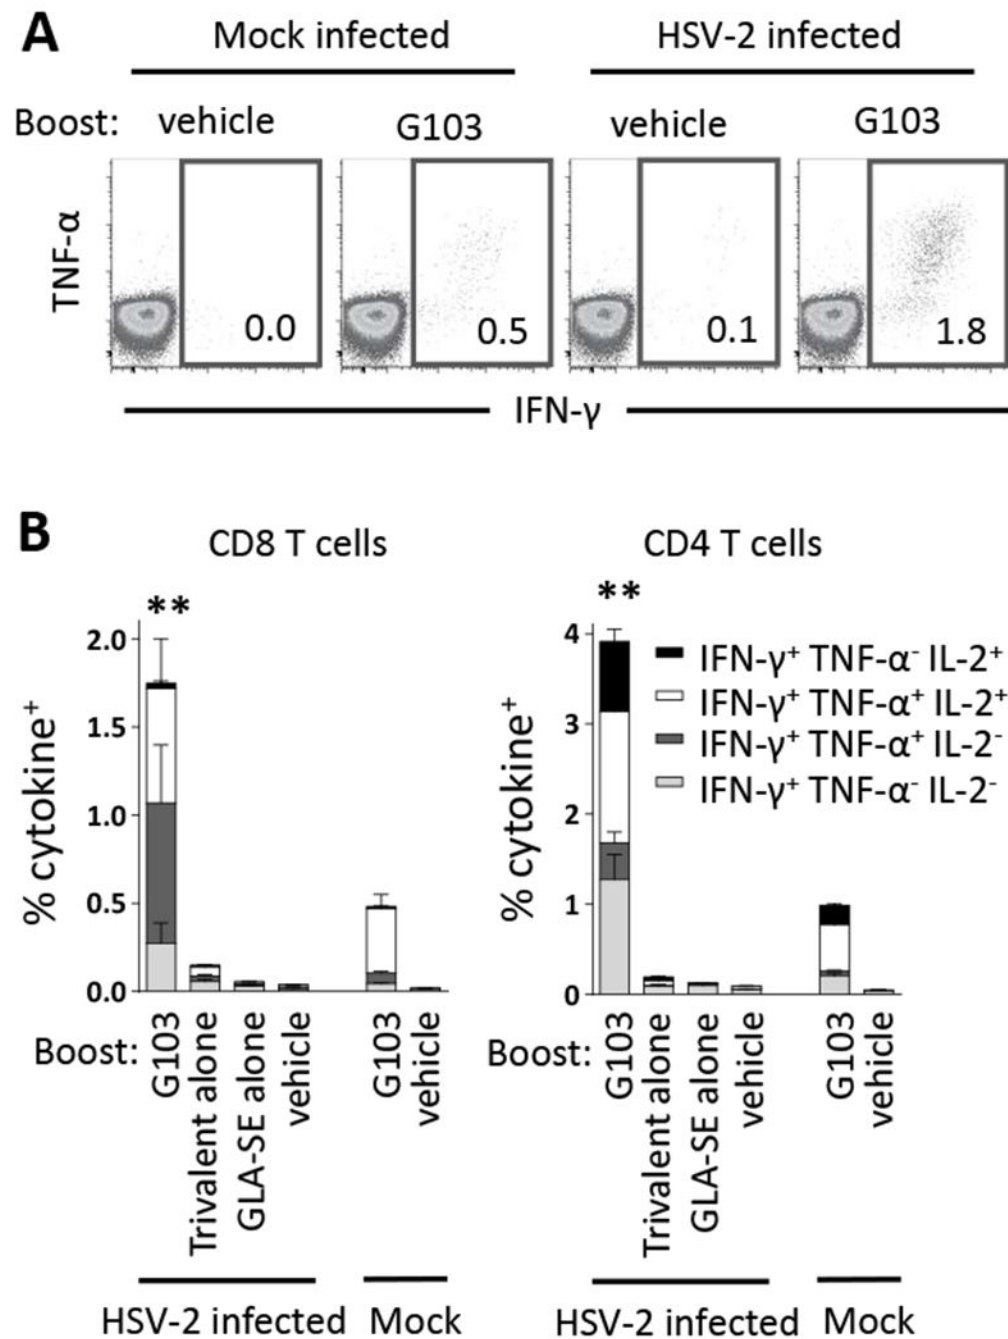 A
Mock infected HSV-2 infected
Boost: vehicle G103 vehicle G103
TNF-α
0.0 0.5 0.1 1.8
IFN-γ
B
CD8 T cells CD4 T cells
** **
% cytokine⁺
2.0
1.5
1.0
0.5
0.0
% cytokine⁺
4
3
2
1
0
IFN-γ⁺ TNF-α⁻ IL-2⁺
IFN-γ⁺ TNF-α⁺ IL-2⁺
IFN-γ⁺ TNF-α⁺ IL-2⁻
IFN-γ⁺ TNF-α⁻ IL-2⁻
Boost:
G103
Trivalent alone
GLA-SE alone
vehicle
G103
vehicle
HSV-2 infected Mock
Boost:
G103
Trivalent alone
GLA-SE alone
vehicle
G103
vehicle
HSV-2 infected Mock